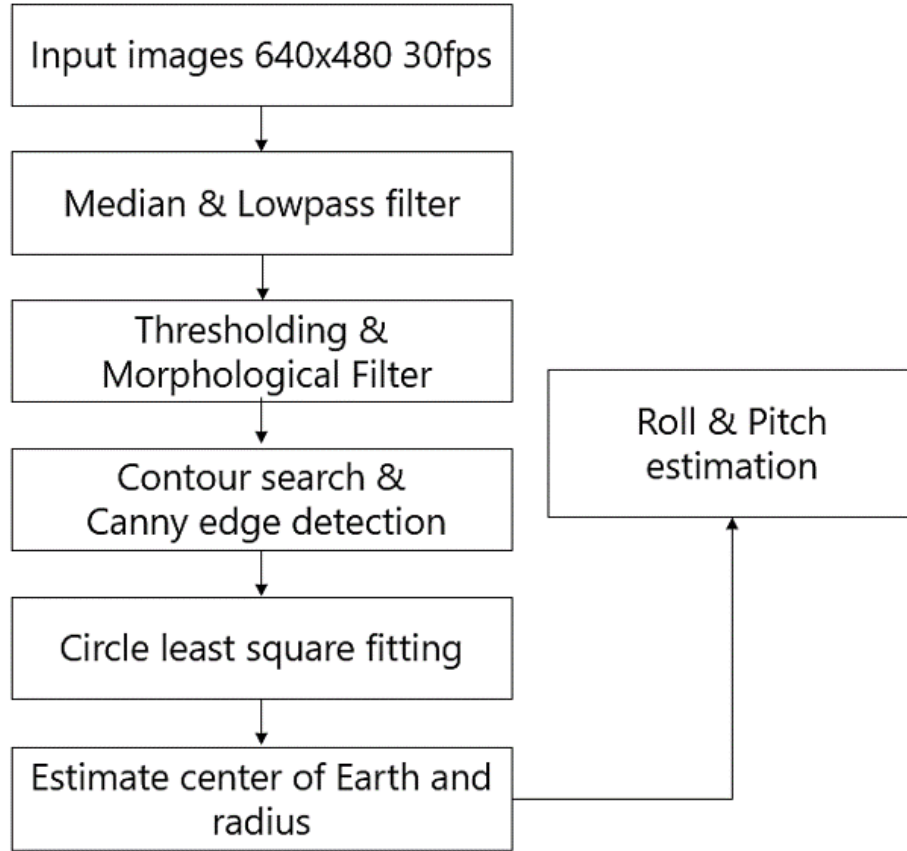 Input images 640x480 30fps
Median & Lowpass filter
Thresholding &
Morphological Filter
Contour search &
Canny edge detection
Circle least square fitting
Estimate center of Earth and
radius
Roll & Pitch
estimation